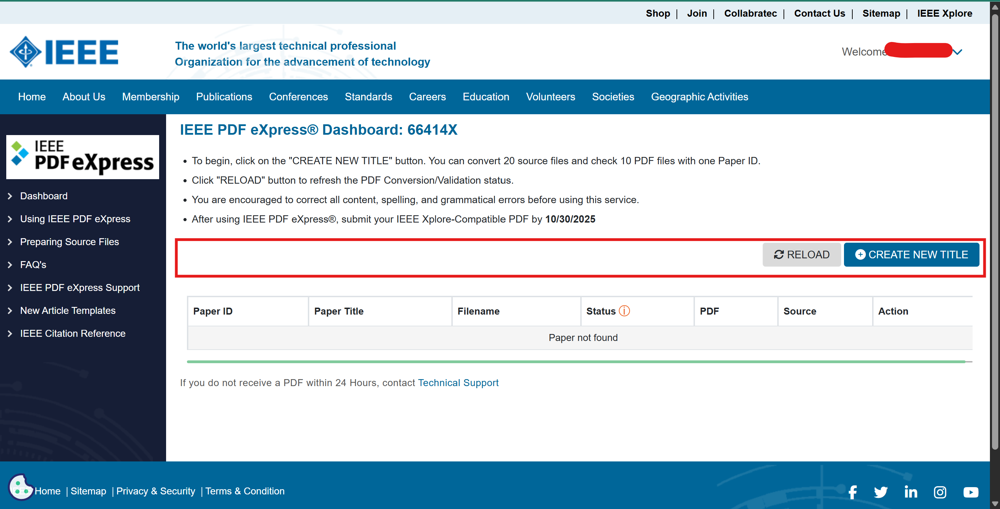 Shop | Join | Collabratec | Contact Us | Sitemap | IEEE Xplore
IEEE
The world's largest technical professional
Organization for the advancement of technology
Welcome
Home About Us Membership Publications Conferences Standards Careers Education Volunteers Societies Geographic Activities
IEEE
PDF eXpress
Dashboard
Using IEEE PDF eXpress
Preparing Source Files
FAQ's
IEEE PDF eXpress Support
New Article Templates
IEEE Citation Reference
IEEE PDF eXpress® Dashboard: 66414X
• To begin, click on the "CREATE NEW TITLE" button. You can convert 20 source files and check 10 PDF files with one Paper ID.
• Click "RELOAD" button to refresh the PDF Conversion/Validation status.
• You are encouraged to correct all content, spelling, and grammatical errors before using this service.
• After using IEEE PDF eXpress®, submit your IEEE Xplore-Compatible PDF by 10/30/2025
RELOAD CREATE NEW TITLE
Paper ID Paper Title Filename Status PDF Source Action
Paper not found
If you do not receive a PDF within 24 Hours, contact Technical Support
Home | Sitemap | Privacy & Security | Terms & Condition